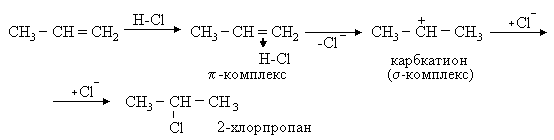 CH₃ – CH = CH₂ H-Cl CH₃ – CH = CH₂ -Cl⁻ CH₃ – CH – CH₃ +Cl⁻
+
H-Cl
π-комплекс
карбкатион
(σ-комплекс)
+Cl⁻ CH₃ – CH – CH₃
Cl
2-хлорпропан